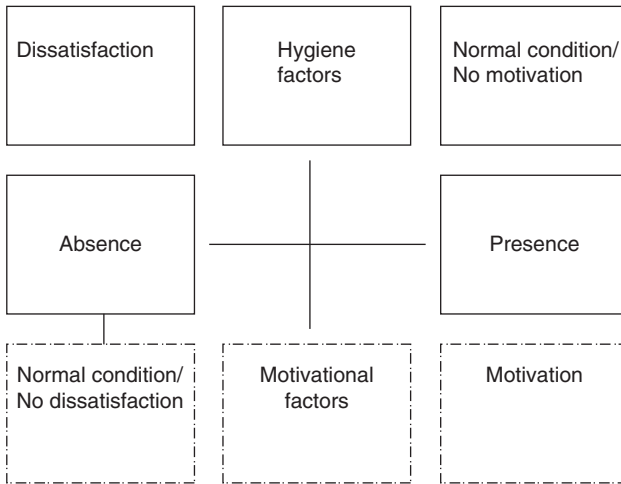 Dissatisfaction
Hygiene
factors
Normal condition/
No motivation
Absence
Presence
Normal condition/
No dissatisfaction
Motivational
factors
Motivation